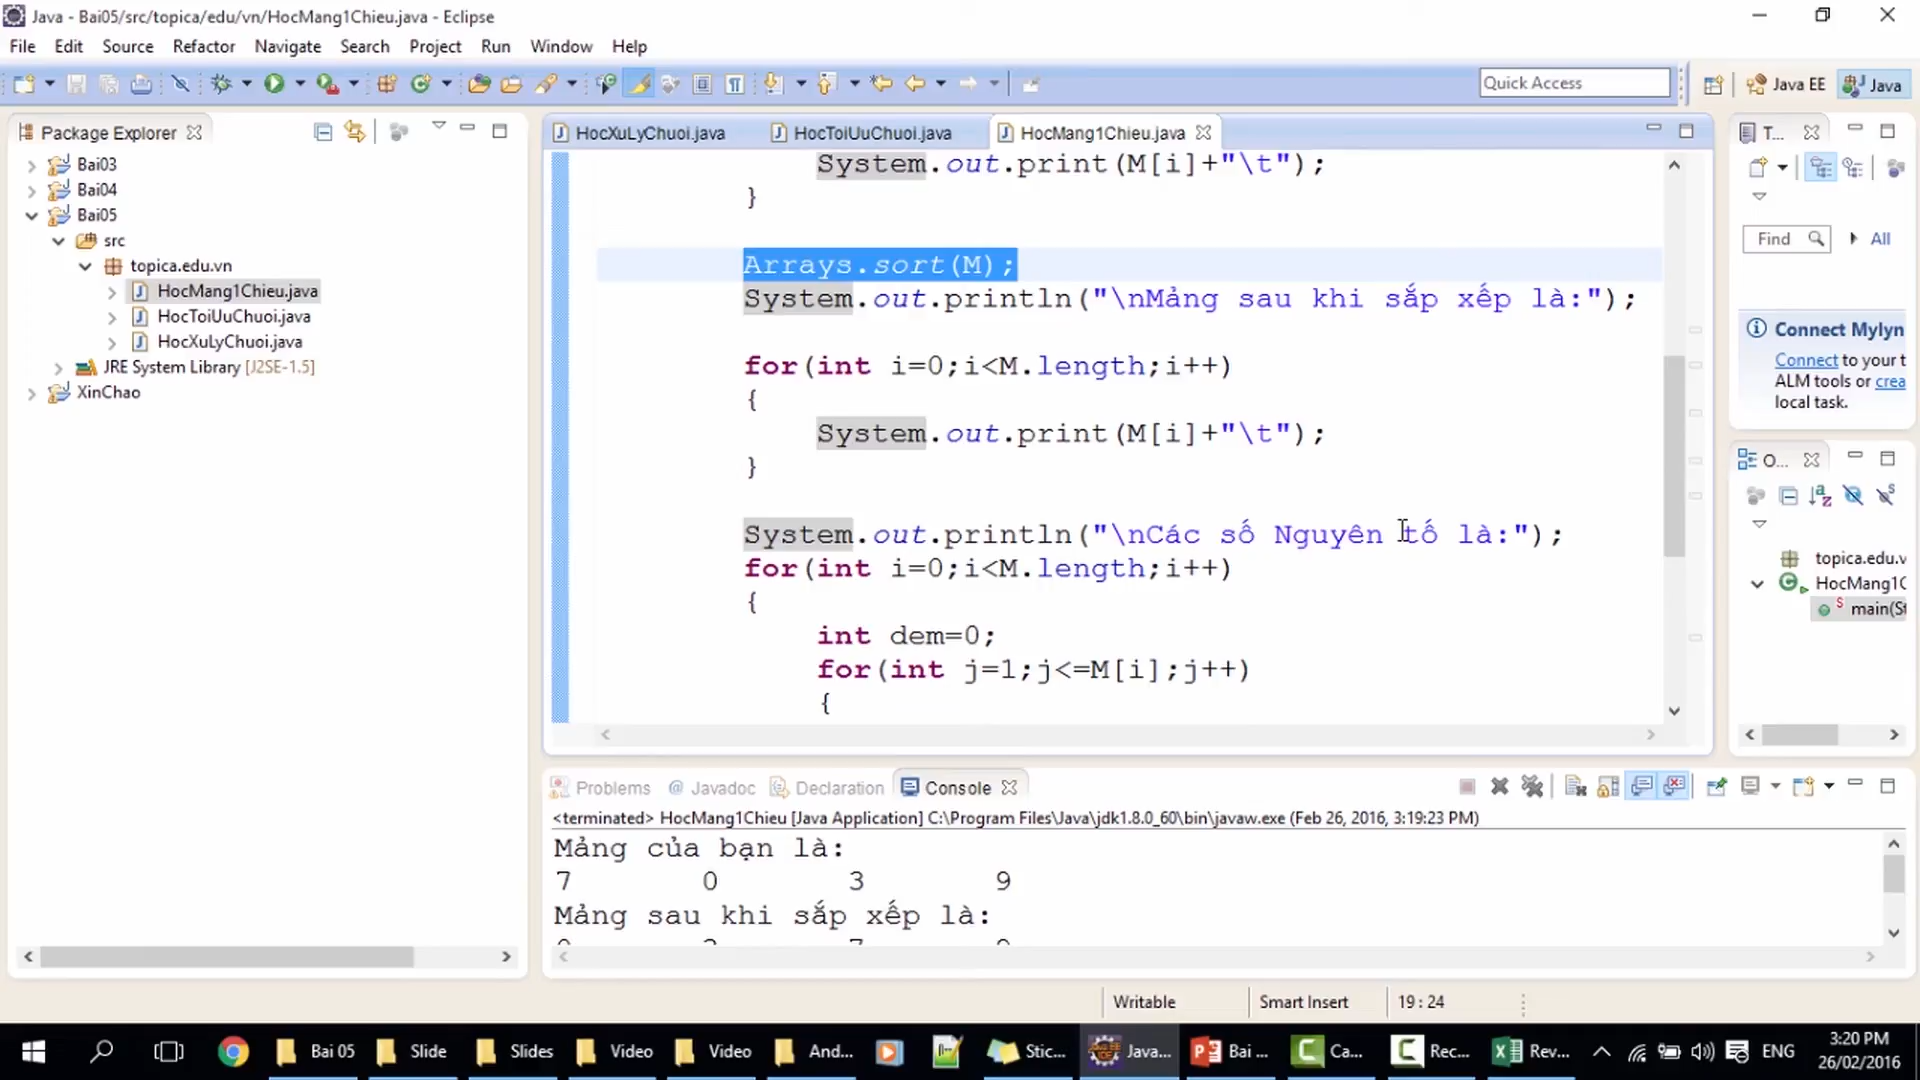 Java - Bai05/src/topica/edu/vn/HocMang1Chieu.java - Eclipse
File Edit Source Refactor Navigate Search Project Run Window Help
Quick Access
Java EE
Java
Package Explorer
Bai03
Bai04
Bai05
src
topica.edu.vn
HocMang1Chieu.java
HocToiUuChuoi.java
HocXuLyChuoi.java
JRE System Library [J2SE-1.5]
XinChao
HocXuLyChuoi.java HocToiUuChuoi.java HocMang1Chieu.java
System.out.print(M[i]+"\t");
}
Arrays.sort(M);
System.out.println("\nMảng sau khi sắp xếp là:");
for(int i=0;i<M.length;i++)
{
System.out.print(M[i]+"\t");
}
System.out.println("\nCác số Nguyên tố là:");
for(int i=0;i<M.length;i++)
{
int dem=0;
for(int j=1;j<=M[i];j++)
{
T...
Find All
Connect Mylyn
Connect to your t
ALM tools or crea
local task.
O...
topica.edu.v
HocMang1C
main(St
Problems @ Javadoc Declaration Console
<terminated> HocMang1Chieu [Java Application] C:\Program Files\Java\jdk1.8.0_60\bin\javaw.exe (Feb 26, 2016, 3:19:23 PM)
Mảng của bạn là:
7 0 3 9
Mảng sau khi sắp xếp là:
Writable Smart Insert 19 : 24
Bai 05 Slide Slides Video Video And... Stic... Java... Bai ... Ca... Rec... Rev... ENG
3:20 PM
26/02/2016